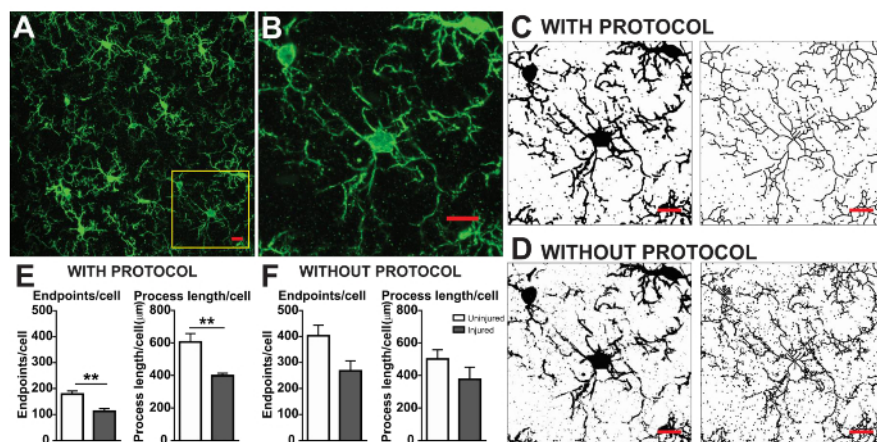 A
B
C WITH PROTOCOL
D WITHOUT PROTOCOL
E WITH PROTOCOL
Endpoints/cell
Endpoints/cell
500
400
300
200
100
0
**
Process length/cell
Process length/cell(µm)
800
600
400
200
0
**
F WITHOUT PROTOCOL
Endpoints/cell
Endpoints/cell
500
400
300
200
100
0
Process length/cell
Process length/cell(µm)
800
600
400
200
0
Uninjured
Injured